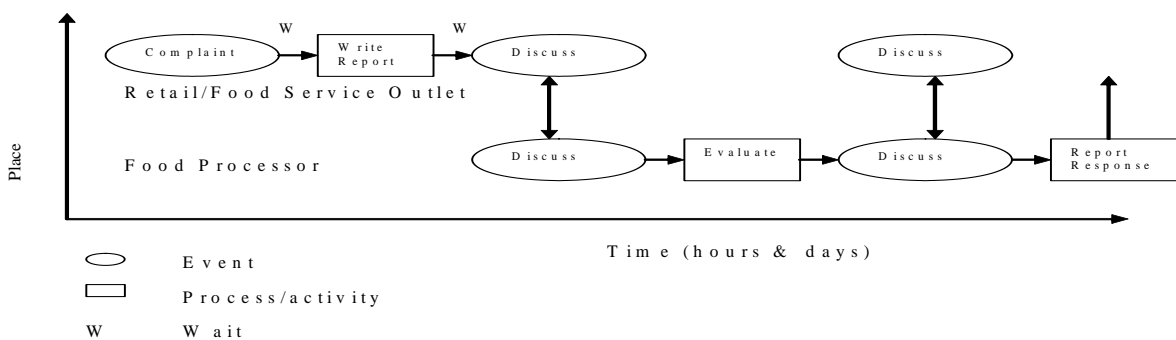 W
W
Complaint
Write
Report
Discuss
Discuss
Retail/Food Service Outlet
Place
Food Processor
Discuss
Evaluate
Discuss
Report
Response
Time (hours & days)
Event
Process/activity
W Wait